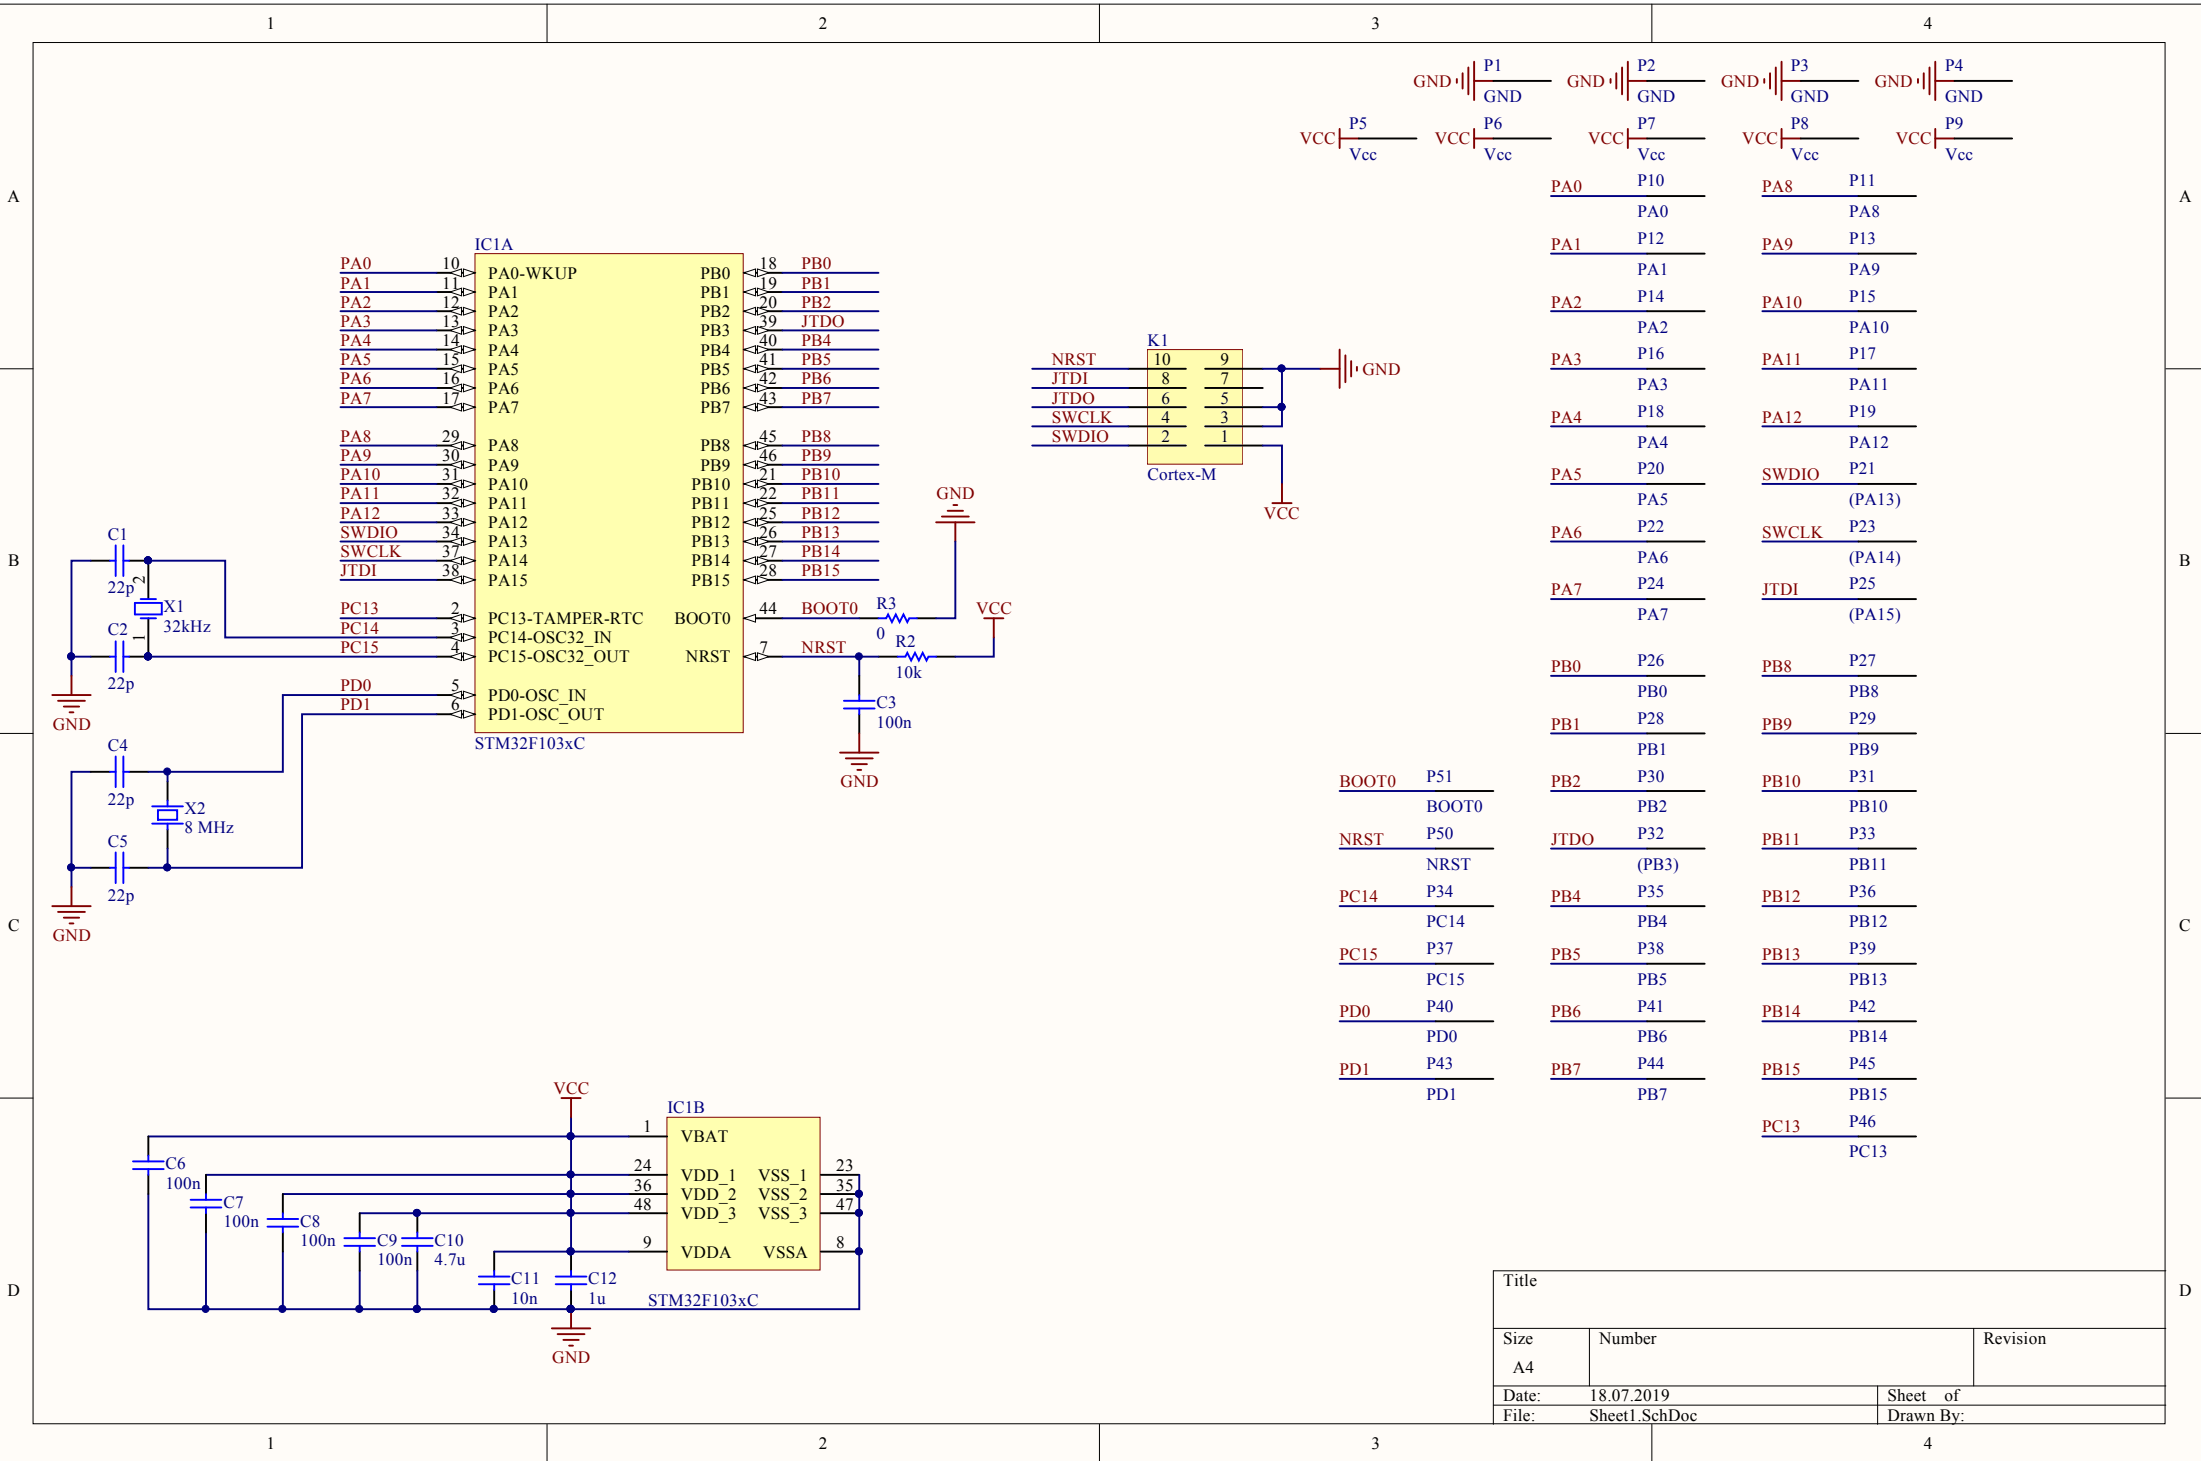 1 2 3 4
A A
B B
C C
D D
1 2 3 4
GND P1 GND
GND P2 GND
GND P3 GND
GND P4 GND
VCC P5 Vcc
VCC P6 Vcc
VCC P7 Vcc
VCC P8 Vcc
VCC P9 Vcc
IC1A
PA0 10 PA0-WKUP
PA1 11 PA1
PA2 12 PA2
PA3 13 PA3
PA4 14 PA4
PA5 15 PA5
PA6 16 PA6
PA7 17 PA7
PA8 29 PA8
PA9 30 PA9
PA10 31 PA10
PA11 32 PA11
PA12 33 PA12
SWDIO 34 PA13
SWCLK 37 PA14
JTDI 38 PA15
PC13 2 PC13-TAMPER-RTC
PC14 3 PC14-OSC32_IN
PC15 4 PC15-OSC32_OUT
PD0 5 PD0-OSC_IN
PD1 6 PD1-OSC_OUT
PB0 18 PB0
PB1 19 PB1
PB2 20 PB2
PB3 39 JTDO
PB4 40 PB4
PB5 41 PB5
PB6 42 PB6
PB7 43 PB7
PB8 45 PB8
PB9 46 PB9
PB10 21 PB10
PB11 22 PB11
PB12 25 PB12
PB13 26 PB13
PB14 27 PB14
PB15 28 PB15
BOOT0 44 BOOT0
NRST 7 NRST
STM32F103xC
R3
0
GND
R2
10k
VCC
C3
100n
GND
C1
22p
2
X1
32kHz
1
C2
22p
GND
C4
22p
X2
8 MHz
C5
22p
GND
K1
NRST 10 9
JTDI 8 7
JTDO 6 5
SWCLK 4 3
SWDIO 2 1
Cortex-M
GND
VCC
PA0 P10 PA0
PA8 P11 PA8
PA1 P12 PA1
PA9 P13 PA9
PA2 P14 PA2
PA10 P15 PA10
PA3 P16 PA3
PA11 P17 PA11
PA4 P18 PA4
PA12 P19 PA12
PA5 P20 PA5
SWDIO P21 (PA13)
PA6 P22 PA6
SWCLK P23 (PA14)
PA7 P24 PA7
JTDI P25 (PA15)
PB0 P26 PB0
PB8 P27 PB8
PB1 P28 PB1
PB9 P29 PB9
BOOT0 P51 BOOT0
PB2 P30 PB2
PB10 P31 PB10
NRST P50 NRST
JTDO P32 (PB3)
PB11 P33 PB11
PC14 P34 PC14
PB4 P35 PB4
PB12 P36 PB12
PC15 P37 PC15
PB5 P38 PB5
PB13 P39 PB13
PD0 P40 PD0
PB6 P41 PB6
PB14 P42 PB14
PD1 P43 PD1
PB7 P44 PB7
PB15 P45 PB15
PC13 P46 PC13
VCC
IC1B
1 VBAT
24 VDD_1 VSS_1 23
36 VDD_2 VSS_2 35
48 VDD_3 VSS_3 47
9 VDDA VSSA 8
STM32F103xC
C6
100n
C7
100n
C8
100n
C9
100n
C10
4.7u
C11
10n
C12
1u
GND
Title
Size Number Revision
A4
Date: 18.07.2019 Sheet of
File: Sheet1.SchDoc Drawn By: